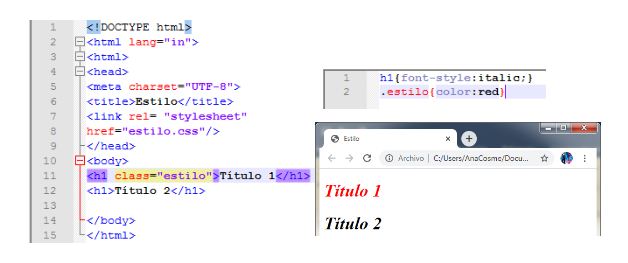 1 <!DOCTYPE html>
2 <html lang="in">
3 <html>
4 <head>
5 <meta charset="UTF-8">
6 <title>Estilo</title>
7 <link rel= "stylesheet"
8 href="estilo.css"/>
9 </head>
10 <body>
11 <h1 class="estilo">Título 1</h1>
12 <h1>Título 2</h1>
13
14 </body>
15 </html>
1 h1{font-style:italic;}
2 .estilo{color:red}
Estilo
Archivo | C:/Users/AnaCosme/Docu...
Título 1
Título 2